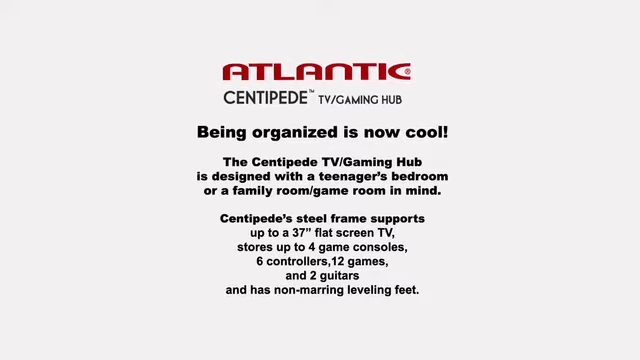 ATLANTIC®
CENTIPEDE™ TV/GAMING HUB
Being organized is now cool!
The Centipede TV/Gaming Hub
is designed with a teenager's bedroom
or a family room/game room in mind.
Centipede's steel frame supports
up to a 37” flat screen TV,
stores up to 4 game consoles,
6 controllers,12 games,
and 2 guitars
and has non-marring leveling feet.